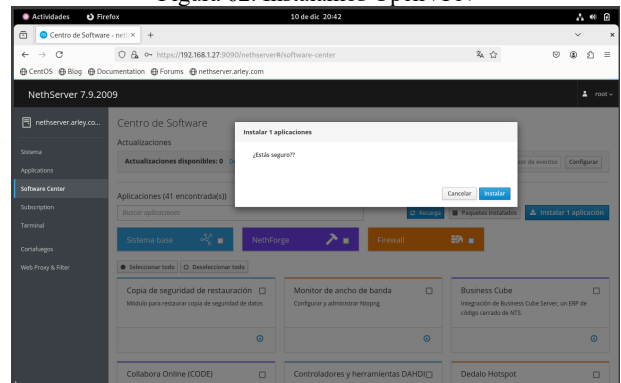 Figura 62. Instalamos OpenVPN
Actividades Firefox 10 de dic 20:42
Centro de Software - neth × +
https://192.168.1.27:9090/nethserver#/software-center
CentOS Blog Documentation Forums nethserver.arley.com
NethServer 7.9.2009 root
nethserver.arley.co...
Centro de Software
Actualizaciones
Instalar 1 aplicaciones
¿Estás seguro??
Cancelar Instalar
Sistema
Applications
Software Center
Subscription
Terminal
Cortafuegos
Web Proxy & Filter
Actualizaciones disponibles: 0
de eventos Configurar
Aplicaciones (41 encontrada(s))
Buscar aplicaciones
Recarga Paquetes instalados Instalar 1 aplicación
Sistema base NethForge Firewall
Seleccionar todo Deseleccionar todo
Copia de seguridad de restauración Monitor de ancho de banda Business Cube
Módulo para restaurar copia de seguridad de datos Configurar y administrar Ntopng Integración de Business Cube Server, un ERP de
código cerrado de NTS.
Collabora Online (CODE) Controladores y herramientas DAHDI Dedalo Hotspot